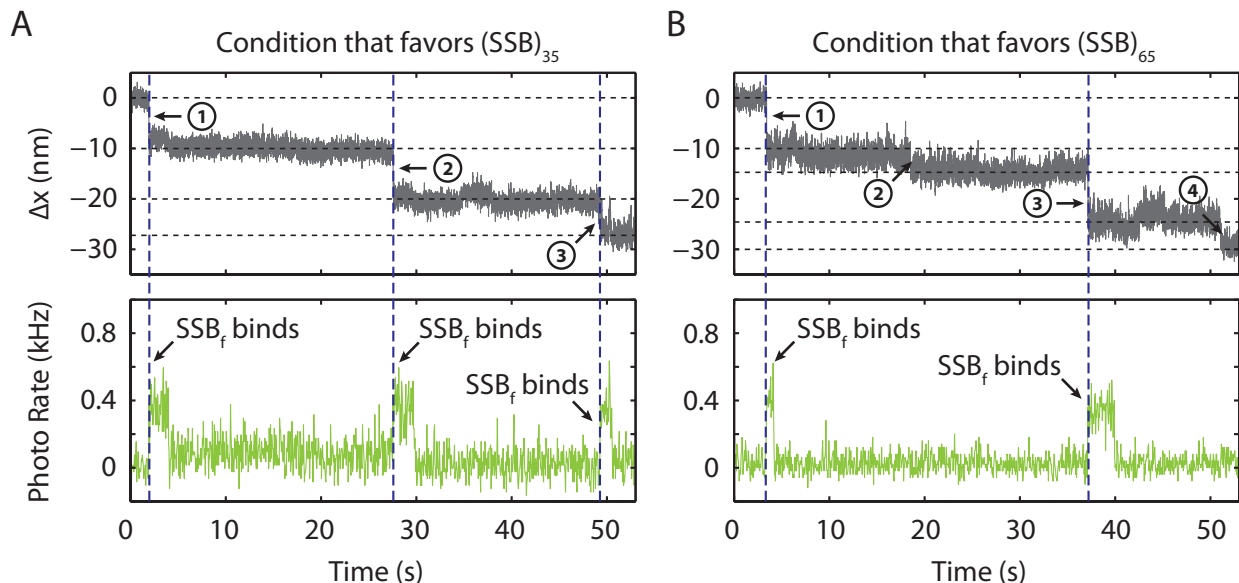 A
Condition that favors (SSB)35
Δx (nm)
0
−10
−20
−30
1
2
3
Photo Rate (kHz)
0.8
0.4
0
SSBf binds
SSBf binds
SSBf binds
0 10 20 30 40 50
Time (s)
B
Condition that favors (SSB)65
0
−10
−20
−30
1
2
3
4
0.8
0.4
0
SSBf binds
SSBf binds
0 10 20 30 40 50
Time (s)